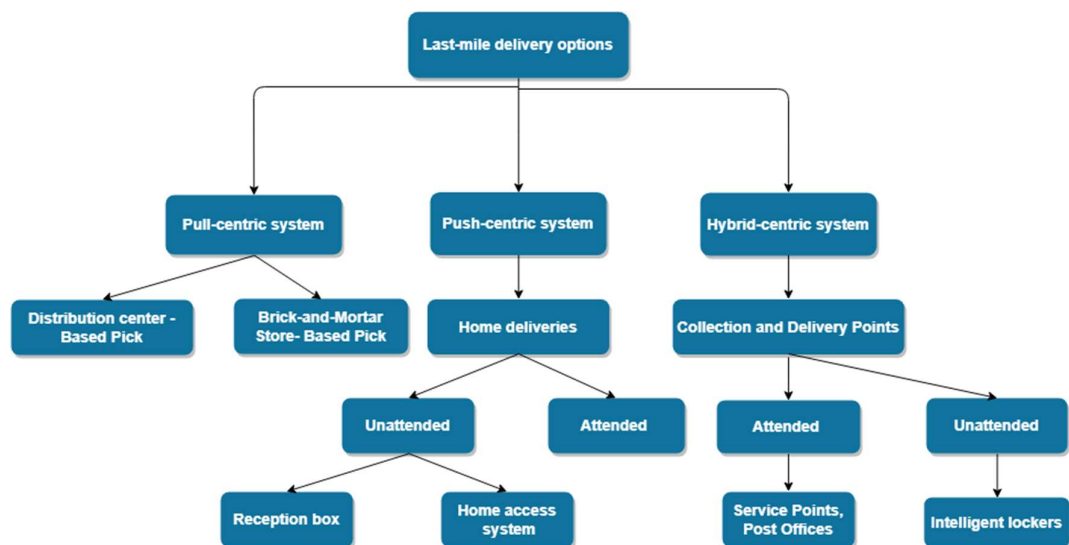 Last-mile delivery options
Pull-centric system
Push-centric system
Hybrid-centric system
Distribution center -
Based Pick
Brick-and-Mortar
Store- Based Pick
Home deliveries
Collection and Delivery Points
Unattended
Attended
Attended
Unattended
Reception box
Home access
system
Service Points,
Post Offices
Intelligent lockers